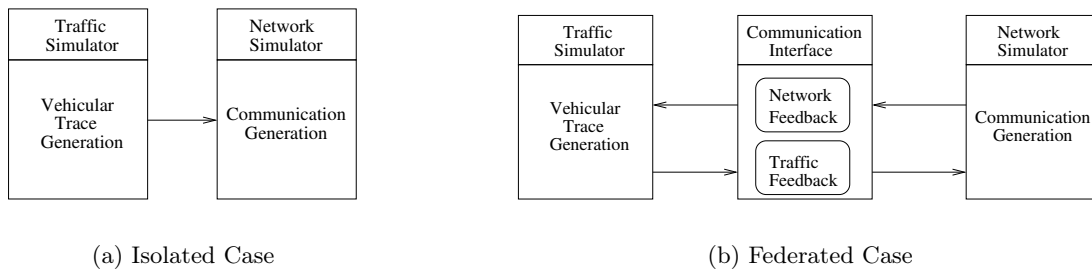 Traffic
Simulator
Vehicular
Trace
Generation
Network
Simulator
Communication
Generation
(a) Isolated Case
Traffic
Simulator
Vehicular
Trace
Generation
Communication
Interface
Network
Feedback
Traffic
Feedback
Network
Simulator
Communication
Generation
(b) Federated Case